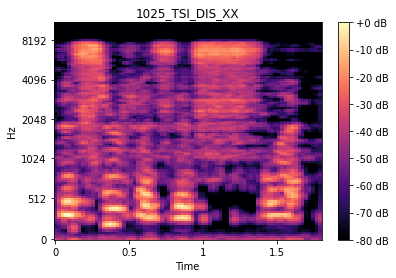 1025_TSI_DIS_XX
+0 dB
8192
-10 dB
4096
-20 dB
-30 dB
2048
Hz
-40 dB
1024
-50 dB
512
-60 dB
-70 dB
0
-80 dB
0
0.5
1
1.5
Time